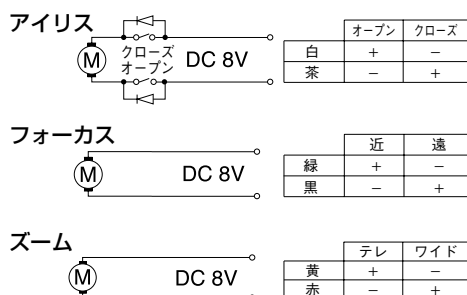 アイリス
クローズ
オープン
M
DC 8V
オープン クローズ
白 + −
茶 − +
フォーカス
M
DC 8V
近 遠
緑 + −
黒 − +
ズーム
M
DC 8V
テレ ワイド
黄 + −
赤 − +